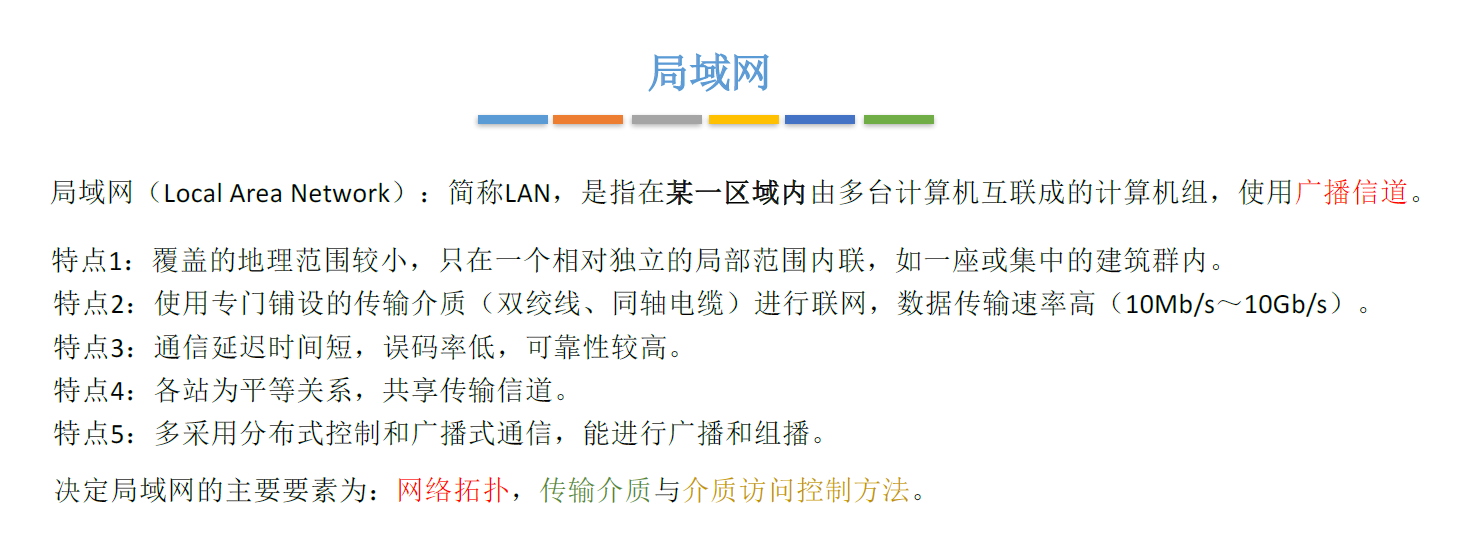 局域网
局域网（Local Area Network）：简称LAN，是指在某一区域内由多台计算机互联成的计算机组，使用广播信道。
特点1：覆盖的地理范围较小，只在一个相对独立的局部范围内联，如一座或集中的建筑群内。
特点2：使用专门铺设的传输介质（双绞线、同轴电缆）进行联网，数据传输速率高（10Mb/s～10Gb/s）。
特点3：通信延迟时间短，误码率低，可靠性较高。
特点4：各站为平等关系，共享传输信道。
特点5：多采用分布式控制和广播式通信，能进行广播和组播。
决定局域网的主要要素为：网络拓扑，传输介质与介质访问控制方法。